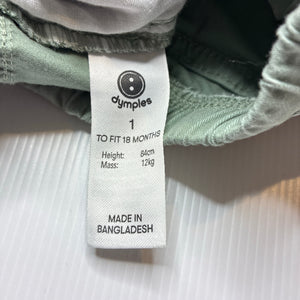 dymples
1
TO FIT 18 MONTHS
Height: 84cm
Mass: 12kg
MADE IN
BANGLADESH